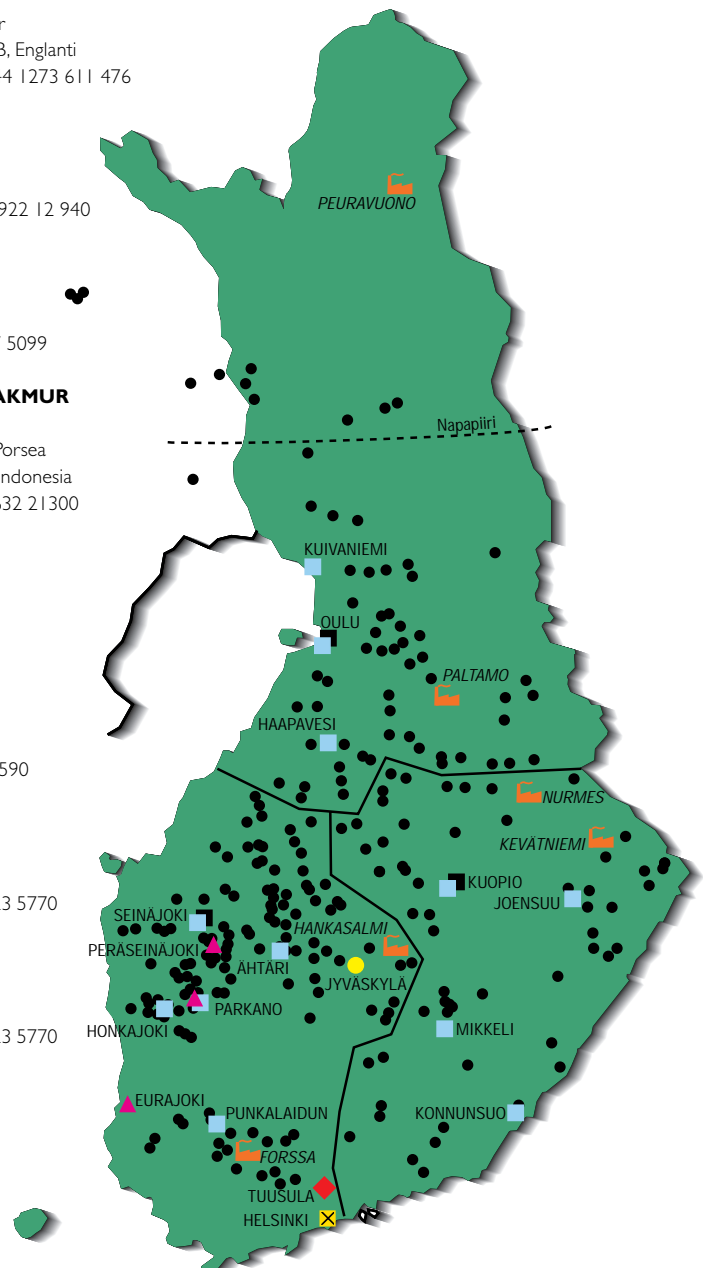 r
3, Englanti
4 1273 611 476
PEURAVUONO
922 12 940
5099
AKMUR
Napapiiri
Porsea
ndonesia
632 21300
KUIVANIEMI
OULU
PALTAMO
HAAPAVESI
590
NURMES
KEVÄTNIEMI
KUOPIO
JOENSUU
3 5770
SEINÄJOKI
HANKASALMI
PERÄSEINÄJOKI
ÄHTÄRI
JYVÄSKYLÄ
PARKANO
HONKAJOKI
MIKKELI
3 5770
EURAJOKI
PUNKALAIDUN
KONNUNSUO
FORSSA
TUUSULA
HELSINKI